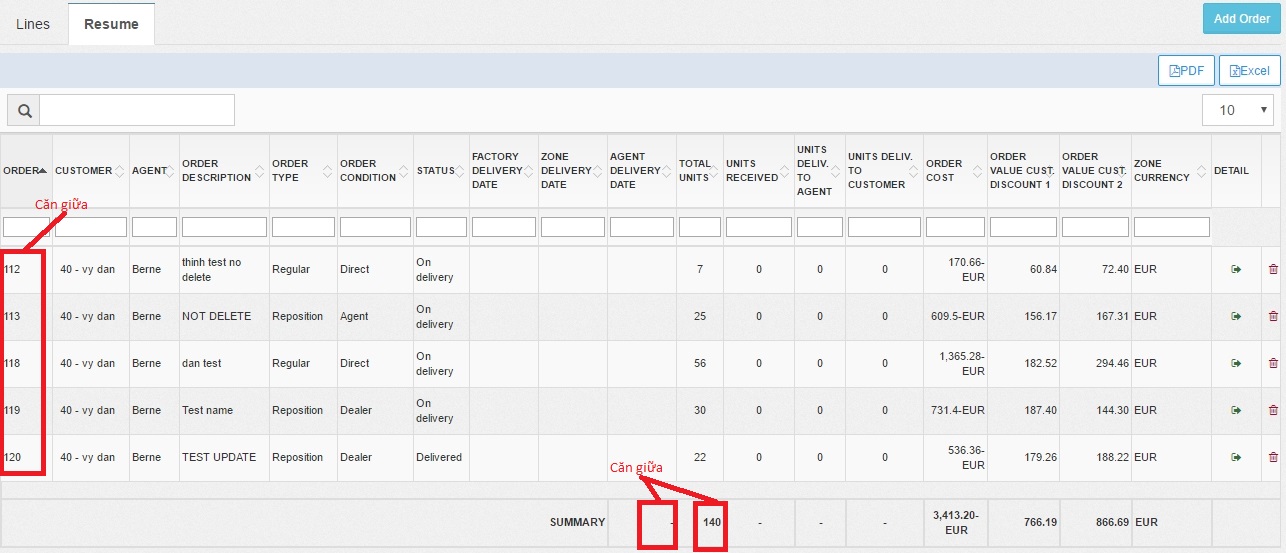 Lines Resume Add Order
PDF Excel
10
ORDER CUSTOMER AGENT ORDER DESCRIPTION ORDER TYPE ORDER CONDITION STATUS FACTORY DELIVERY DATE ZONE DELIVERY DATE AGENT DELIVERY DATE TOTAL UNITS UNITS RECEIVED UNITS DELIV. TO AGENT UNITS DELIV. TO CUSTOMER ORDER COST ORDER VALUE CUST. DISCOUNT 1 ORDER VALUE CUST. DISCOUNT 2 ZONE CURRENCY DETAIL
Căn giữa
112 40 - vy dan Berne thinh test no delete Regular Direct On delivery 7 0 0 0 170.66-EUR 60.84 72.40 EUR
113 40 - vy dan Berne NOT DELETE Reposition Agent On delivery 25 0 0 0 609.5-EUR 156.17 167.31 EUR
118 40 - vy dan Berne dan test Regular Direct On delivery 56 0 0 0 1,365.28-EUR 182.52 294.46 EUR
119 40 - vy dan Berne Test name Reposition Dealer On delivery 30 0 0 0 731.4-EUR 187.40 144.30 EUR
120 40 - vy dan Berne TEST UPDATE Reposition Dealer Delivered 22 0 0 0 536.36-EUR 179.26 188.22 EUR
Căn giữa
SUMMARY - 140 - - - 3,413.20-EUR 766.19 866.69 EUR